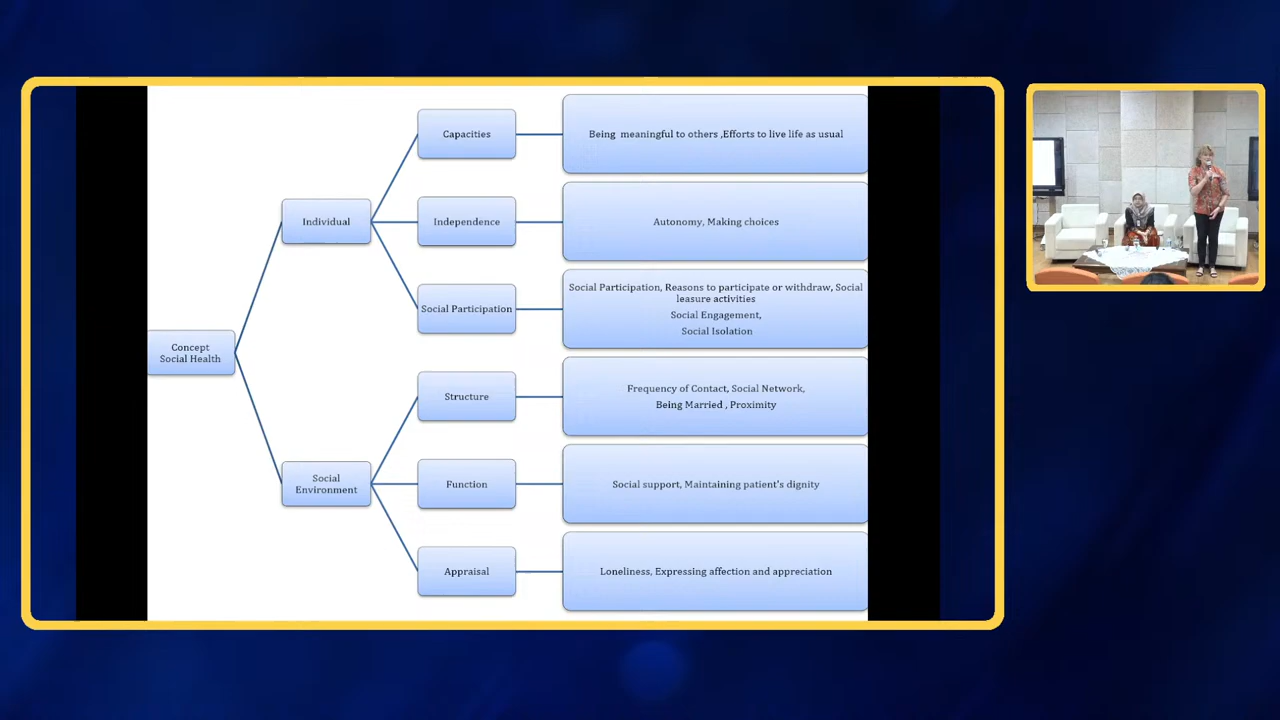 Concept
Social Health
Individual
Social
Environment
Capacities
Independence
Social Participation
Structure
Function
Appraisal
Being meaningful to others ,Efforts to live life as usual
Autonomy, Making choices
Social Participation, Reasons to participate or withdraw, Social
leasure activities
Social Engagement,
Social Isolation
Frequency of Contact, Social Network,
Being Married , Proximity
Social support, Maintaining patient's dignity
Loneliness, Expressing affection and appreciation